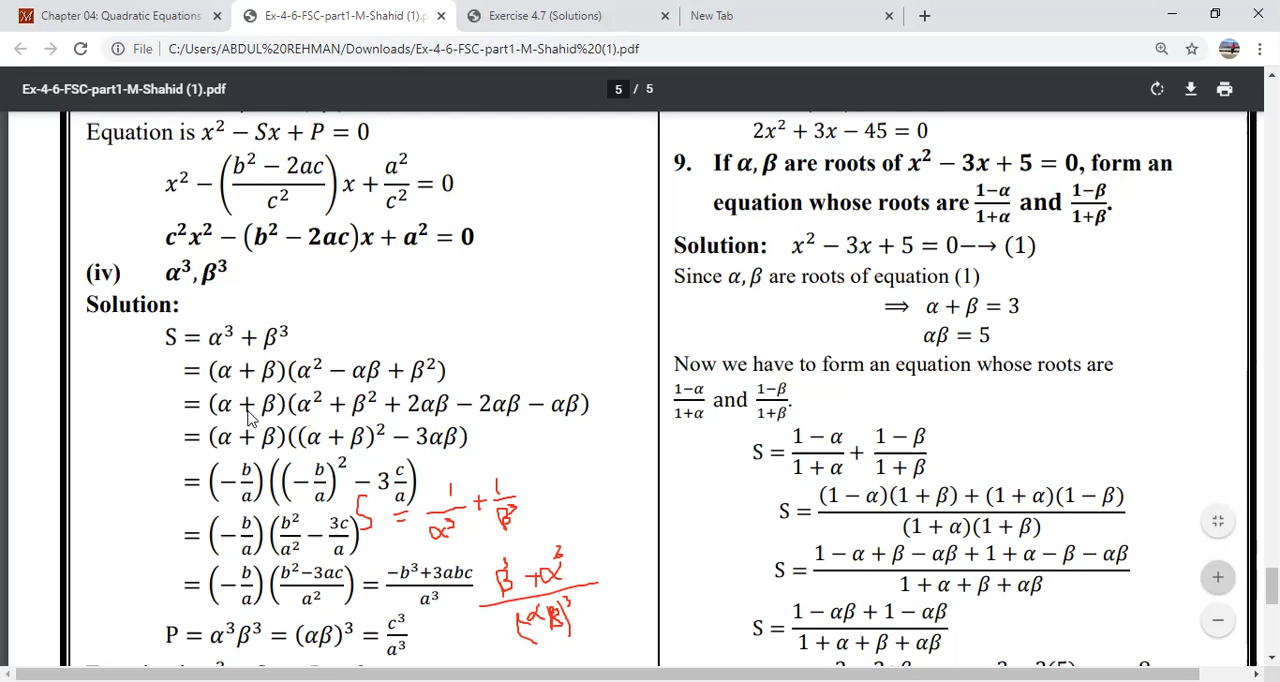 Chapter 04: Quadratic Equations
Ex-4-6-FSC-part1-M-Shahid (1).p
Exercise 4.7 (Solutions)
New Tab
File C:/Users/ABDUL%20REHMAN/Downloads/Ex-4-6-FSC-part1-M-Shahid%20(1).pdf
Ex-4-6-FSC-part1-M-Shahid (1).pdf
5 / 5
Equation is x² − Sx + P = 0
x² − ((b² − 2ac)/c²)x + a²/c² = 0
c²x² − (b² − 2ac)x + a² = 0
(iv) α³, β³
Solution:
S = α³ + β³
= (α + β)(α² − αβ + β²)
= (α + β)(α² + β² + 2αβ − 2αβ − αβ)
= (α + β)((α + β)² − 3αβ)
= (−b/a)((−b/a)² − 3 c/a)
= (−b/a)(b²/a² − 3c/a)
= (−b/a)((b²−3ac)/a²) = (−b³+3abc)/a³
P = α³β³ = (αβ)³ = c³/a³
S = 1/α³ + 1/β³
(β³ + α³)/(αβ)³
2x² + 3x − 45 = 0
9. If α, β are roots of x² − 3x + 5 = 0, form an
equation whose roots are (1−α)/(1+α) and (1−β)/(1+β).
Solution: x² − 3x + 5 = 0−→ (1)
Since α, β are roots of equation (1)
⟹ α + β = 3
αβ = 5
Now we have to form an equation whose roots are
(1−α)/(1+α) and (1−β)/(1+β).
S = (1 − α)/(1 + α) + (1 − β)/(1 + β)
S = ((1 − α)(1 + β) + (1 + α)(1 − β))/((1 + α)(1 + β))
S = (1 − α + β − αβ + 1 + α − β − αβ)/(1 + α + β + αβ)
S = (1 − αβ + 1 − αβ)/(1 + α + β + αβ)